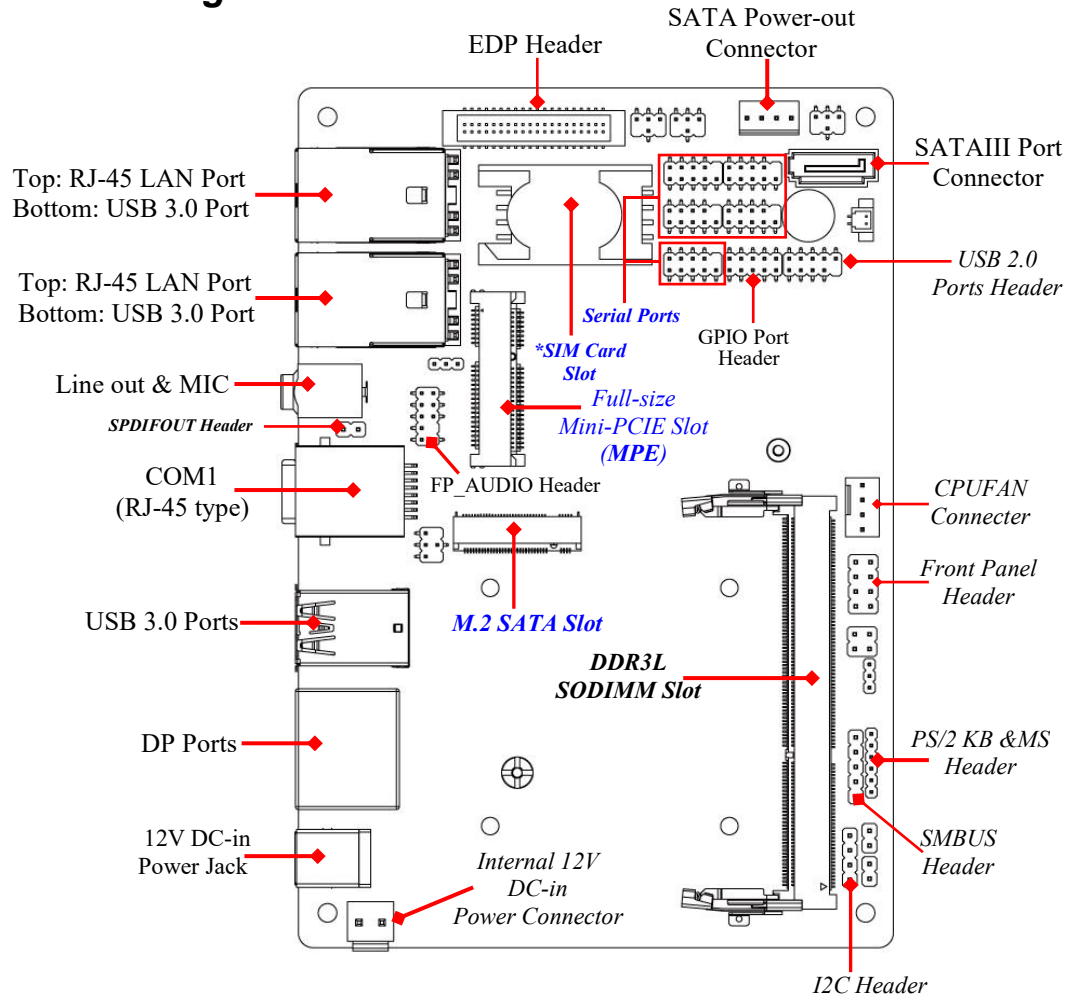 g
SATA Power-out
Connector
EDP Header
SATAIII Port
Connector
Top: RJ-45 LAN Port
Bottom: USB 3.0 Port
USB 2.0
Ports Header
Top: RJ-45 LAN Port
Bottom: USB 3.0 Port
Serial Ports
GPIO Port
Header
*SIM Card
Slot
Line out & MIC
Full-size
Mini-PCIE Slot
(MPE)
SPDIFOUT Header
COM1
(RJ-45 type)
FP_AUDIO Header
CPUFAN
Connecter
Front Panel
Header
USB 3.0 Ports
M.2 SATA Slot
DDR3L
SODIMM Slot
DP Ports
PS/2 KB &MS
Header
12V DC-in
Power Jack
Internal 12V
DC-in
Power Connector
SMBUS
Header
I2C Header